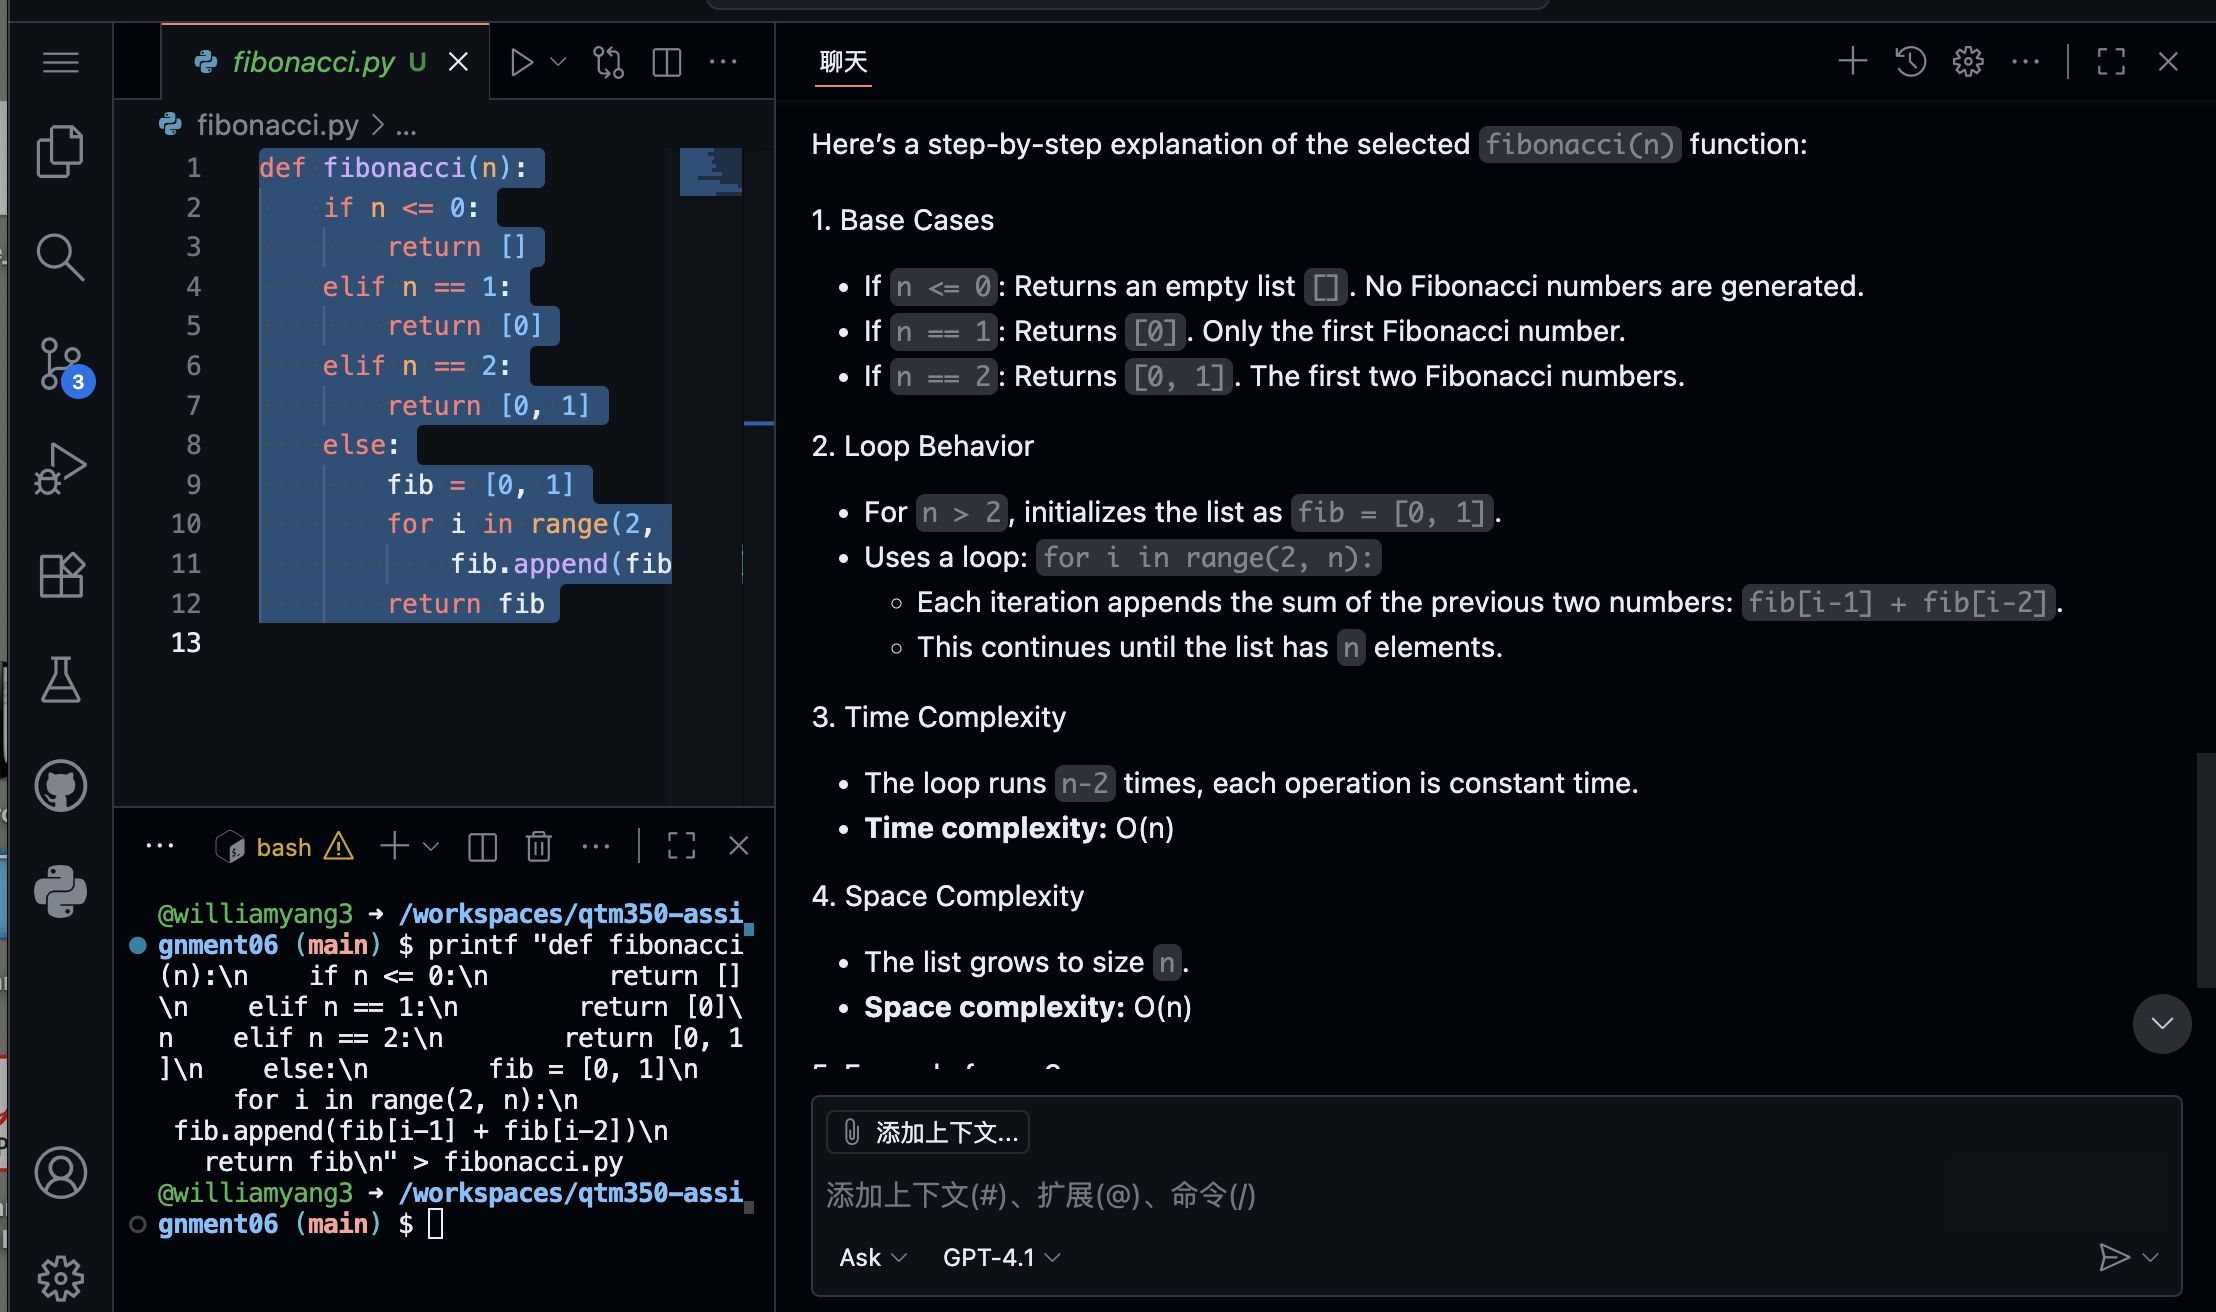 fibonacci.py U
fibonacci.py > ...
1 def fibonacci(n):
2     if n <= 0:
3         return []
4     elif n == 1:
5         return [0]
6     elif n == 2:
7         return [0, 1]
8     else:
9         fib = [0, 1]
10         for i in range(2,
11             fib.append(fib
12         return fib
13
3
bash
@williamyang3 → /workspaces/qtm350-assi
gnment06 (main) $ printf "def fibonacci
(n):\n    if n <= 0:\n        return []
\n    elif n == 1:\n        return [0]\
n    elif n == 2:\n        return [0, 1
]\n    else:\n        fib = [0, 1]\n
     for i in range(2, n):\n
 fib.append(fib[i-1] + fib[i-2])\n
   return fib\n" > fibonacci.py
@williamyang3 → /workspaces/qtm350-assi
gnment06 (main) $
聊天
Here’s a step-by-step explanation of the selected fibonacci(n) function:
1. Base Cases
• If n <= 0: Returns an empty list []. No Fibonacci numbers are generated.
• If n == 1: Returns [0]. Only the first Fibonacci number.
• If n == 2: Returns [0, 1]. The first two Fibonacci numbers.
2. Loop Behavior
• For n > 2, initializes the list as fib = [0, 1].
• Uses a loop: for i in range(2, n):
◦ Each iteration appends the sum of the previous two numbers: fib[i-1] + fib[i-2].
◦ This continues until the list has n elements.
3. Time Complexity
• The loop runs n-2 times, each operation is constant time.
• Time complexity: O(n)
4. Space Complexity
• The list grows to size n.
• Space complexity: O(n)
添加上下文...
添加上下文(#)、扩展(@)、命令(/)
Ask GPT-4.1